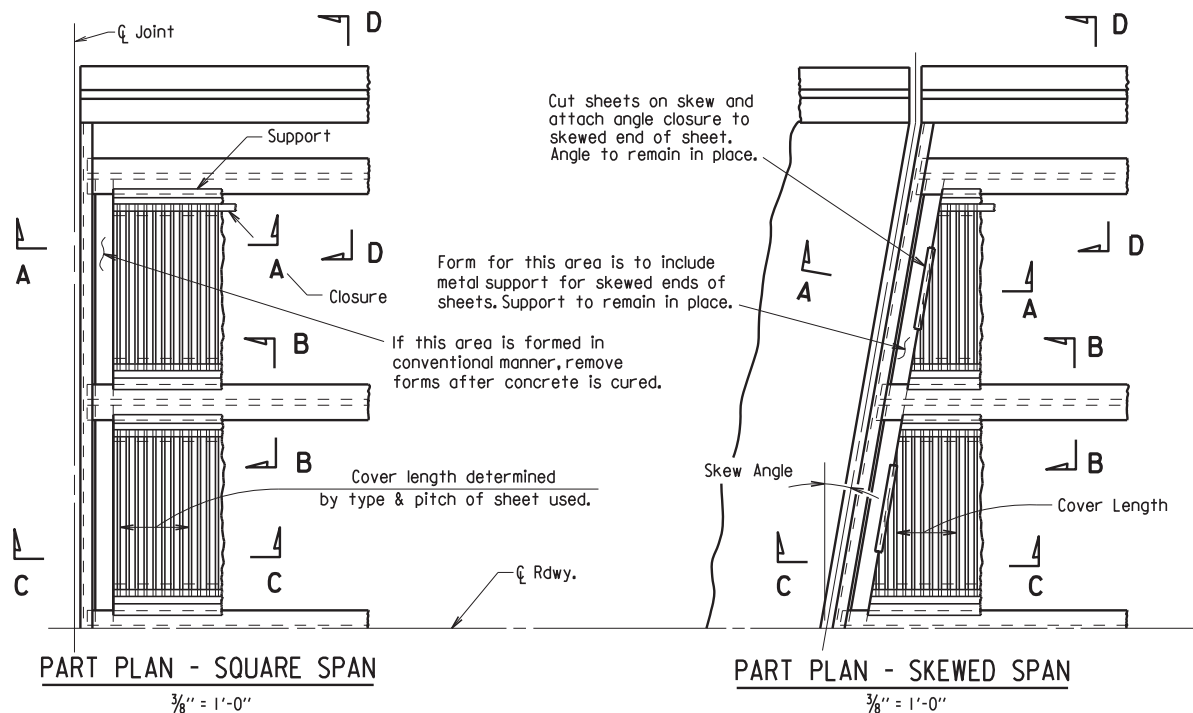 ℄ Joint
D
D
Support
Cut sheets on skew and
attach angle closure to
skewed end of sheet.
Angle to remain in place.
A
A
D
D
Closure
Form for this area is to include
metal support for skewed ends of
sheets. Support to remain in place.
A
A
If this area is formed in
conventional manner, remove
forms after concrete is cured.
B
B
B
B
Cover length determined
by type & pitch of sheet used.
Skew Angle
Cover Length
C
C
C
C
℄ Rdwy.
PART PLAN - SQUARE SPAN
3/8" = 1'-0"
PART PLAN - SKEWED SPAN
3/8" = 1'-0"